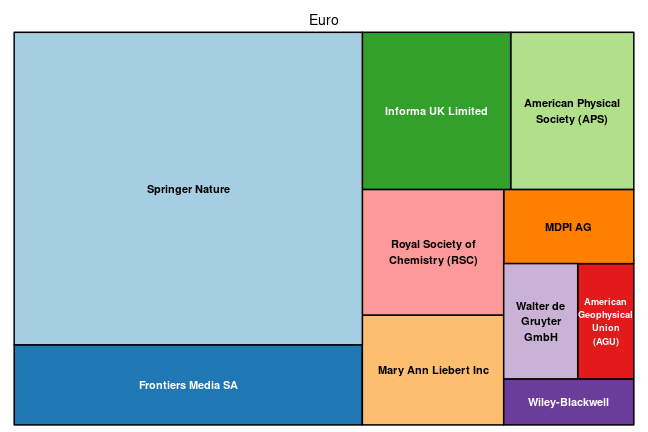 Euro
Springer Nature
Frontiers Media SA
Informa UK Limited
American Physical
Society (APS)
Royal Society of
Chemistry (RSC)
Mary Ann Liebert Inc
MDPI AG
Walter de
Gruyter
GmbH
American
Geophysical
Union
(AGU)
Wiley-Blackwell